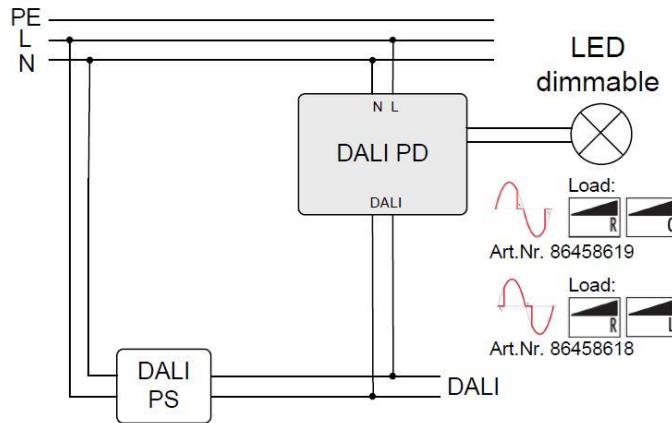 PE
L
N
LED
dimmable
N L
DALI PD
DALI
Load:
R
Art.Nr. 86458619
Load:
R
L
Art.Nr. 86458618
DALI
PS
DALI